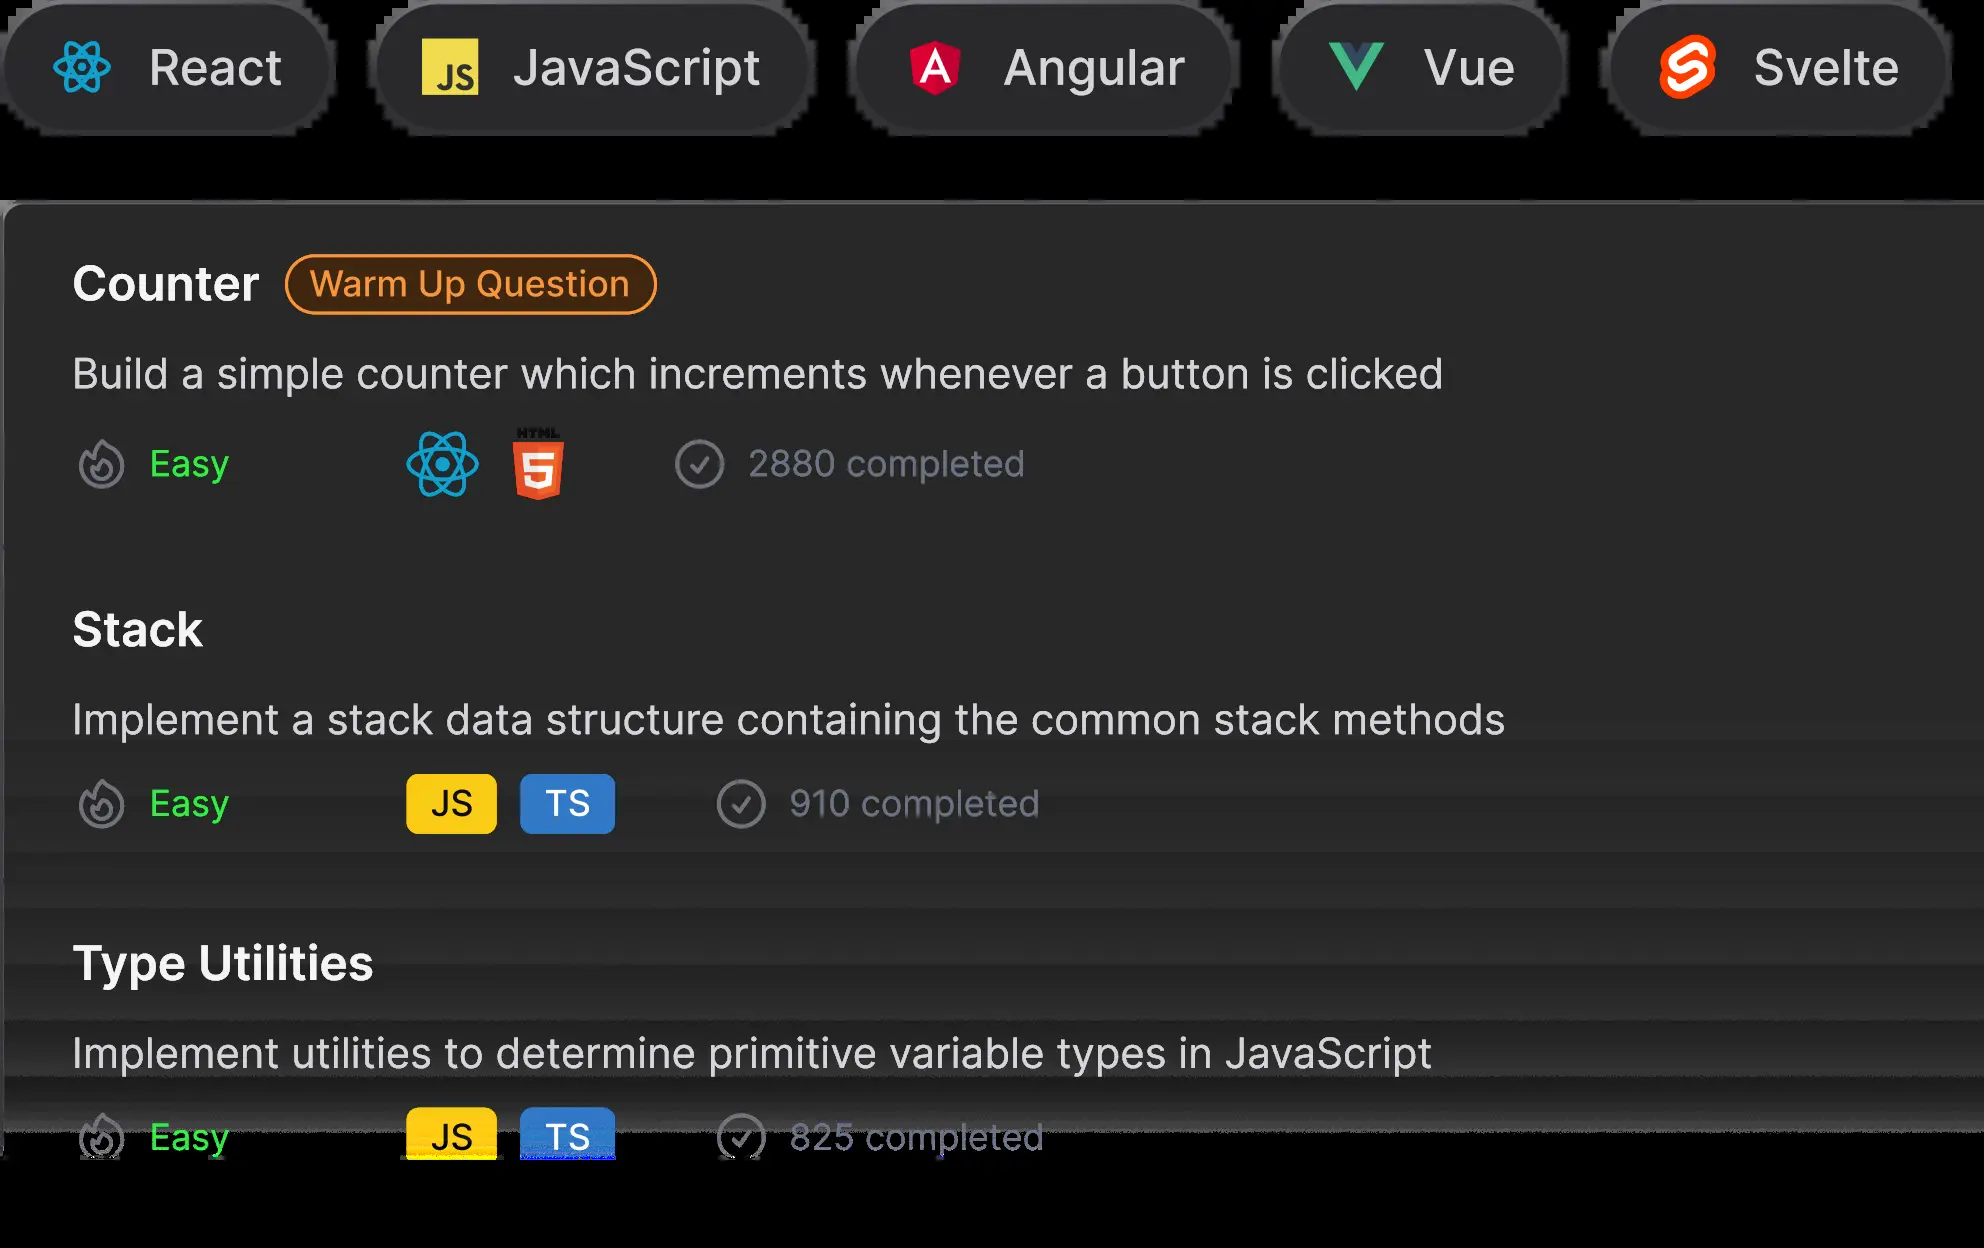 React JS JavaScript Angular Vue Svelte
Counter Warm Up Question
Build a simple counter which increments whenever a button is clicked
Easy HTML 5 2880 completed
Stack
Implement a stack data structure containing the common stack methods
Easy JS TS 910 completed
Type Utilities
Implement utilities to determine primitive variable types in JavaScript
Easy JS TS 825 completed